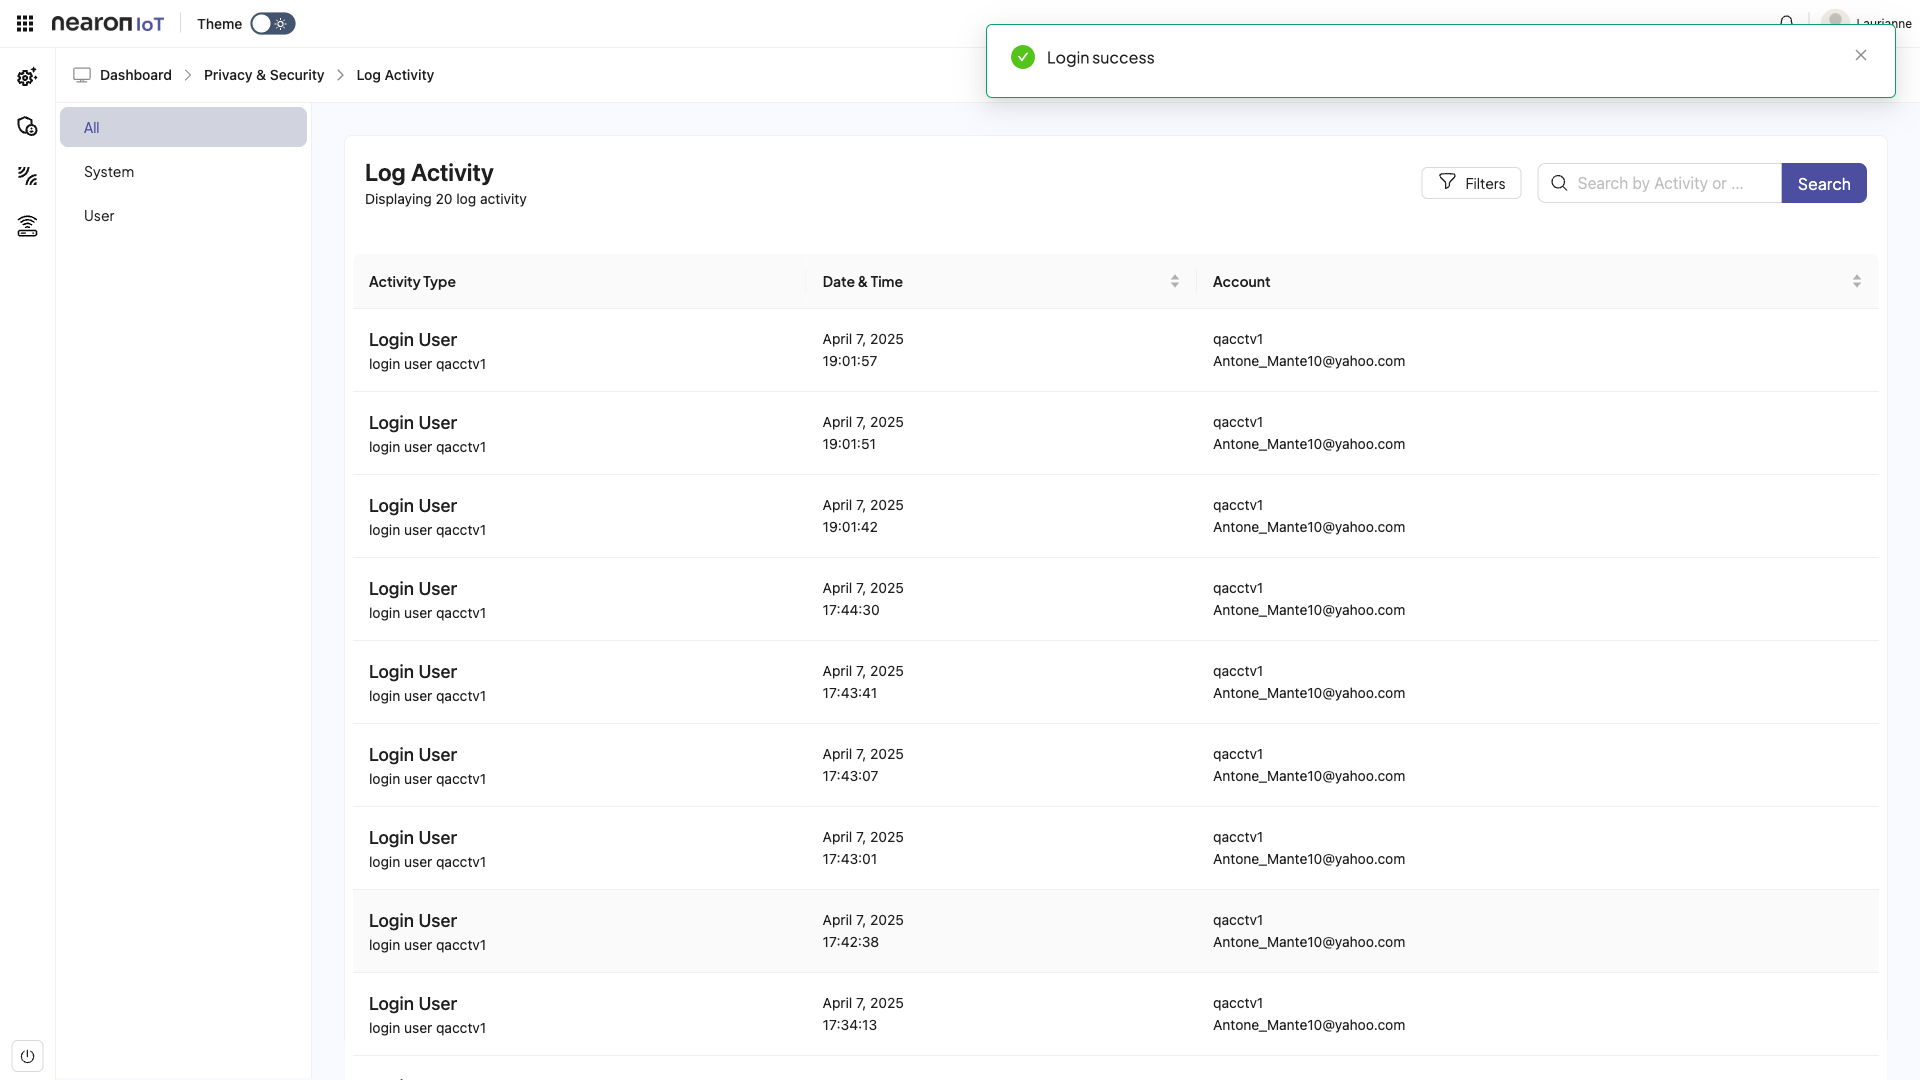 nearon IoT
Theme
Laurianne
Login success
Dashboard
Privacy & Security
Log Activity
All
System
User
Log Activity
Displaying 20 log activity
Filters
Search by Activity or ...
Search
Activity Type
Date & Time
Account
Login User
login user qacctv1
April 7, 2025
19:01:57
qacctv1
Antone_Mante10@yahoo.com
Login User
login user qacctv1
April 7, 2025
19:01:51
qacctv1
Antone_Mante10@yahoo.com
Login User
login user qacctv1
April 7, 2025
19:01:42
qacctv1
Antone_Mante10@yahoo.com
Login User
login user qacctv1
April 7, 2025
17:44:30
qacctv1
Antone_Mante10@yahoo.com
Login User
login user qacctv1
April 7, 2025
17:43:41
qacctv1
Antone_Mante10@yahoo.com
Login User
login user qacctv1
April 7, 2025
17:43:07
qacctv1
Antone_Mante10@yahoo.com
Login User
login user qacctv1
April 7, 2025
17:43:01
qacctv1
Antone_Mante10@yahoo.com
Login User
login user qacctv1
April 7, 2025
17:42:38
qacctv1
Antone_Mante10@yahoo.com
Login User
login user qacctv1
April 7, 2025
17:34:13
qacctv1
Antone_Mante10@yahoo.com